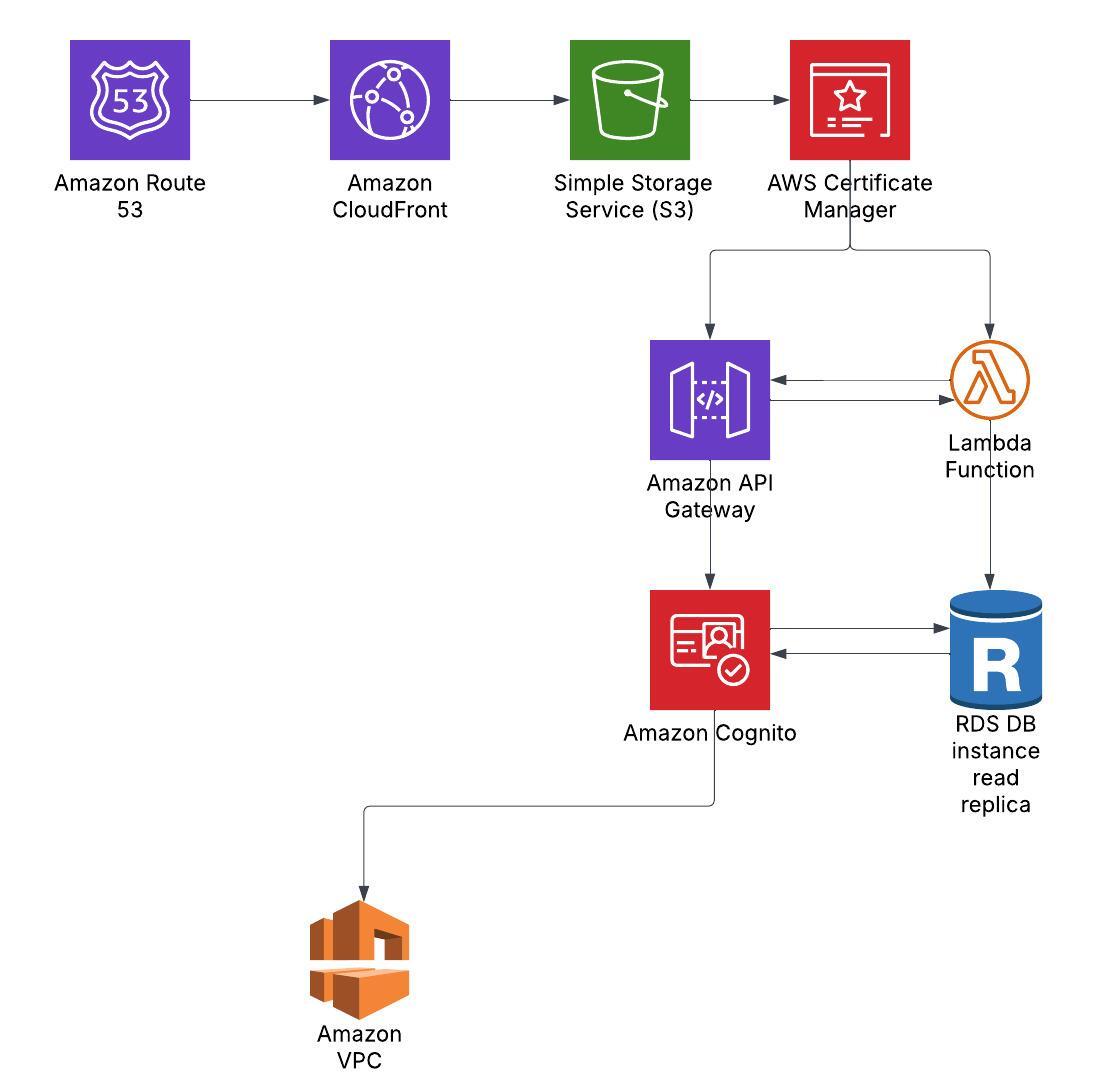 53
Amazon Route
53
Amazon
CloudFront
Simple Storage
Service (S3)
AWS Certificate
Manager
</>
Amazon API
Gateway
Lambda
Function
Amazon Cognito
R
RDS DB
instance
read
replica
Amazon
VPC